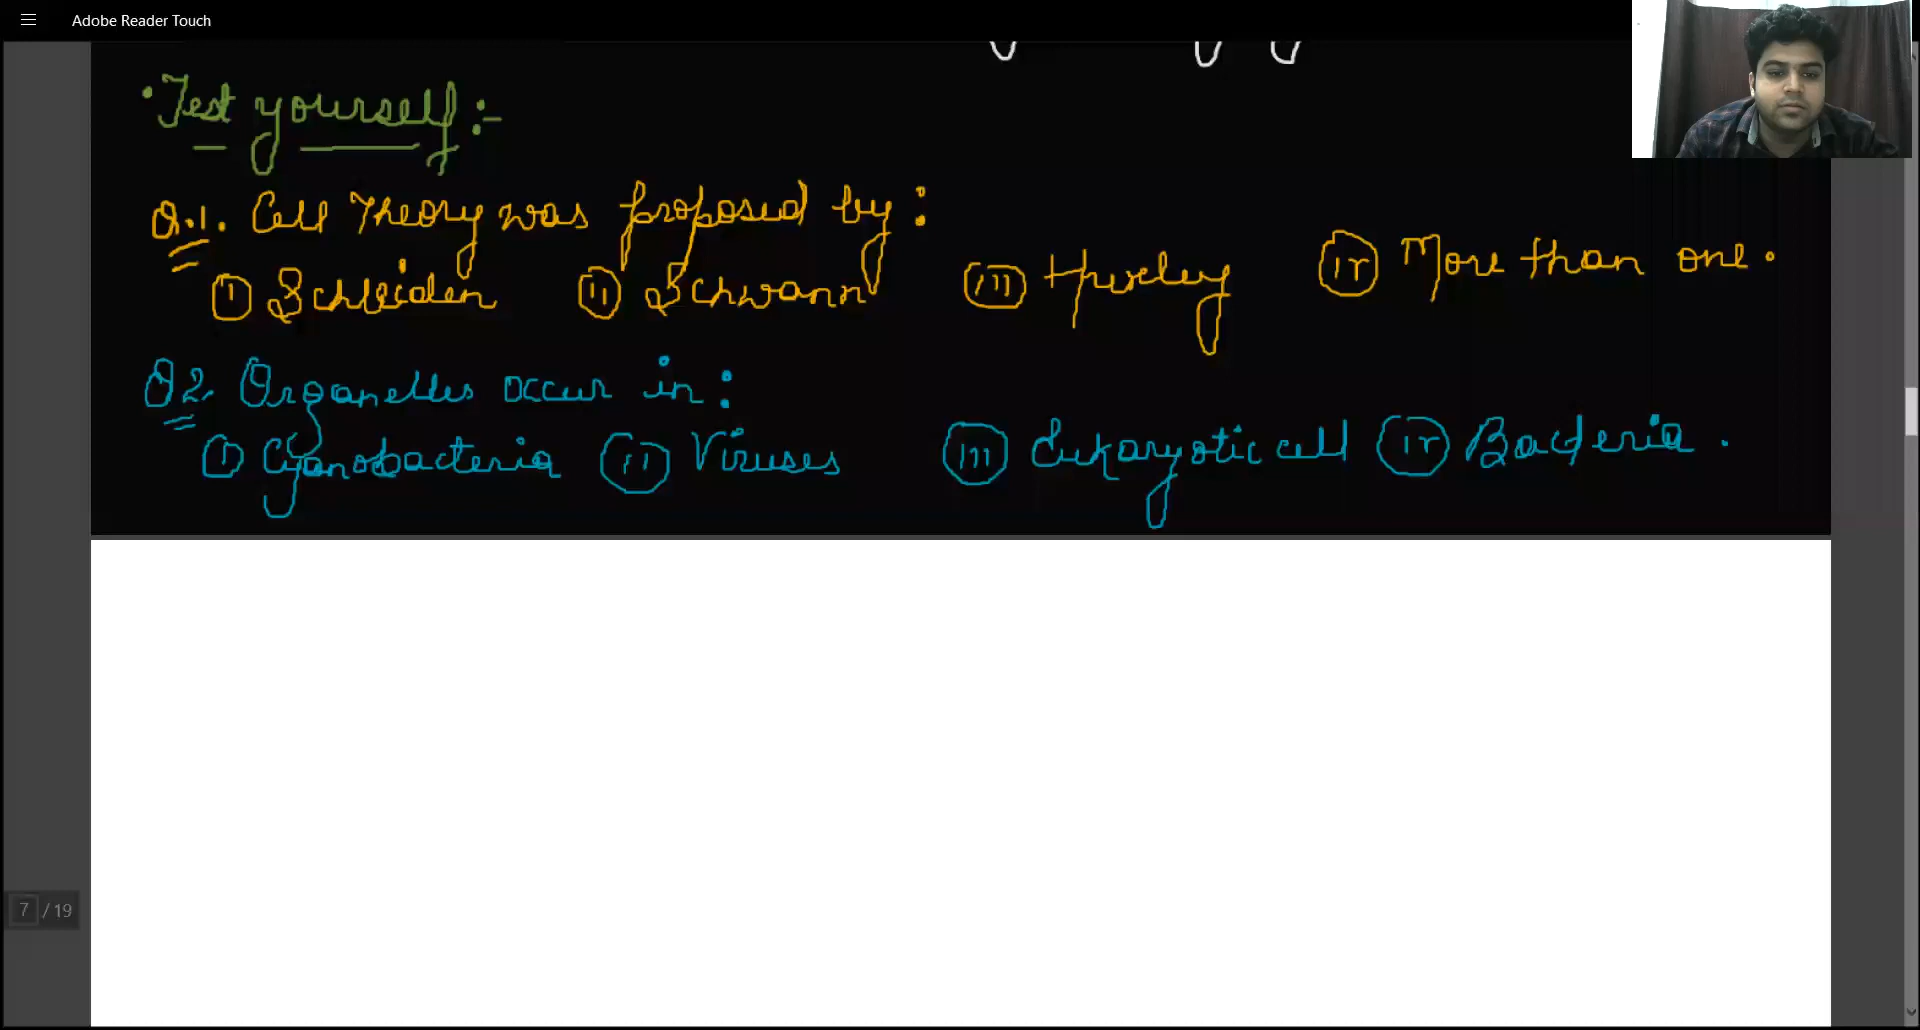 Adobe Reader Touch
• Test yourself :-
Q.1. Cell Theory was proposed by :
(i) Schleiden (ii) Schwann (iii) Huxley (iv) More than one.
Q2. Organelles occur in :
(i) Cyanobacteria (ii) Viruses (iii) Eukaryotic cell (iv) Bacteria .
7 / 19